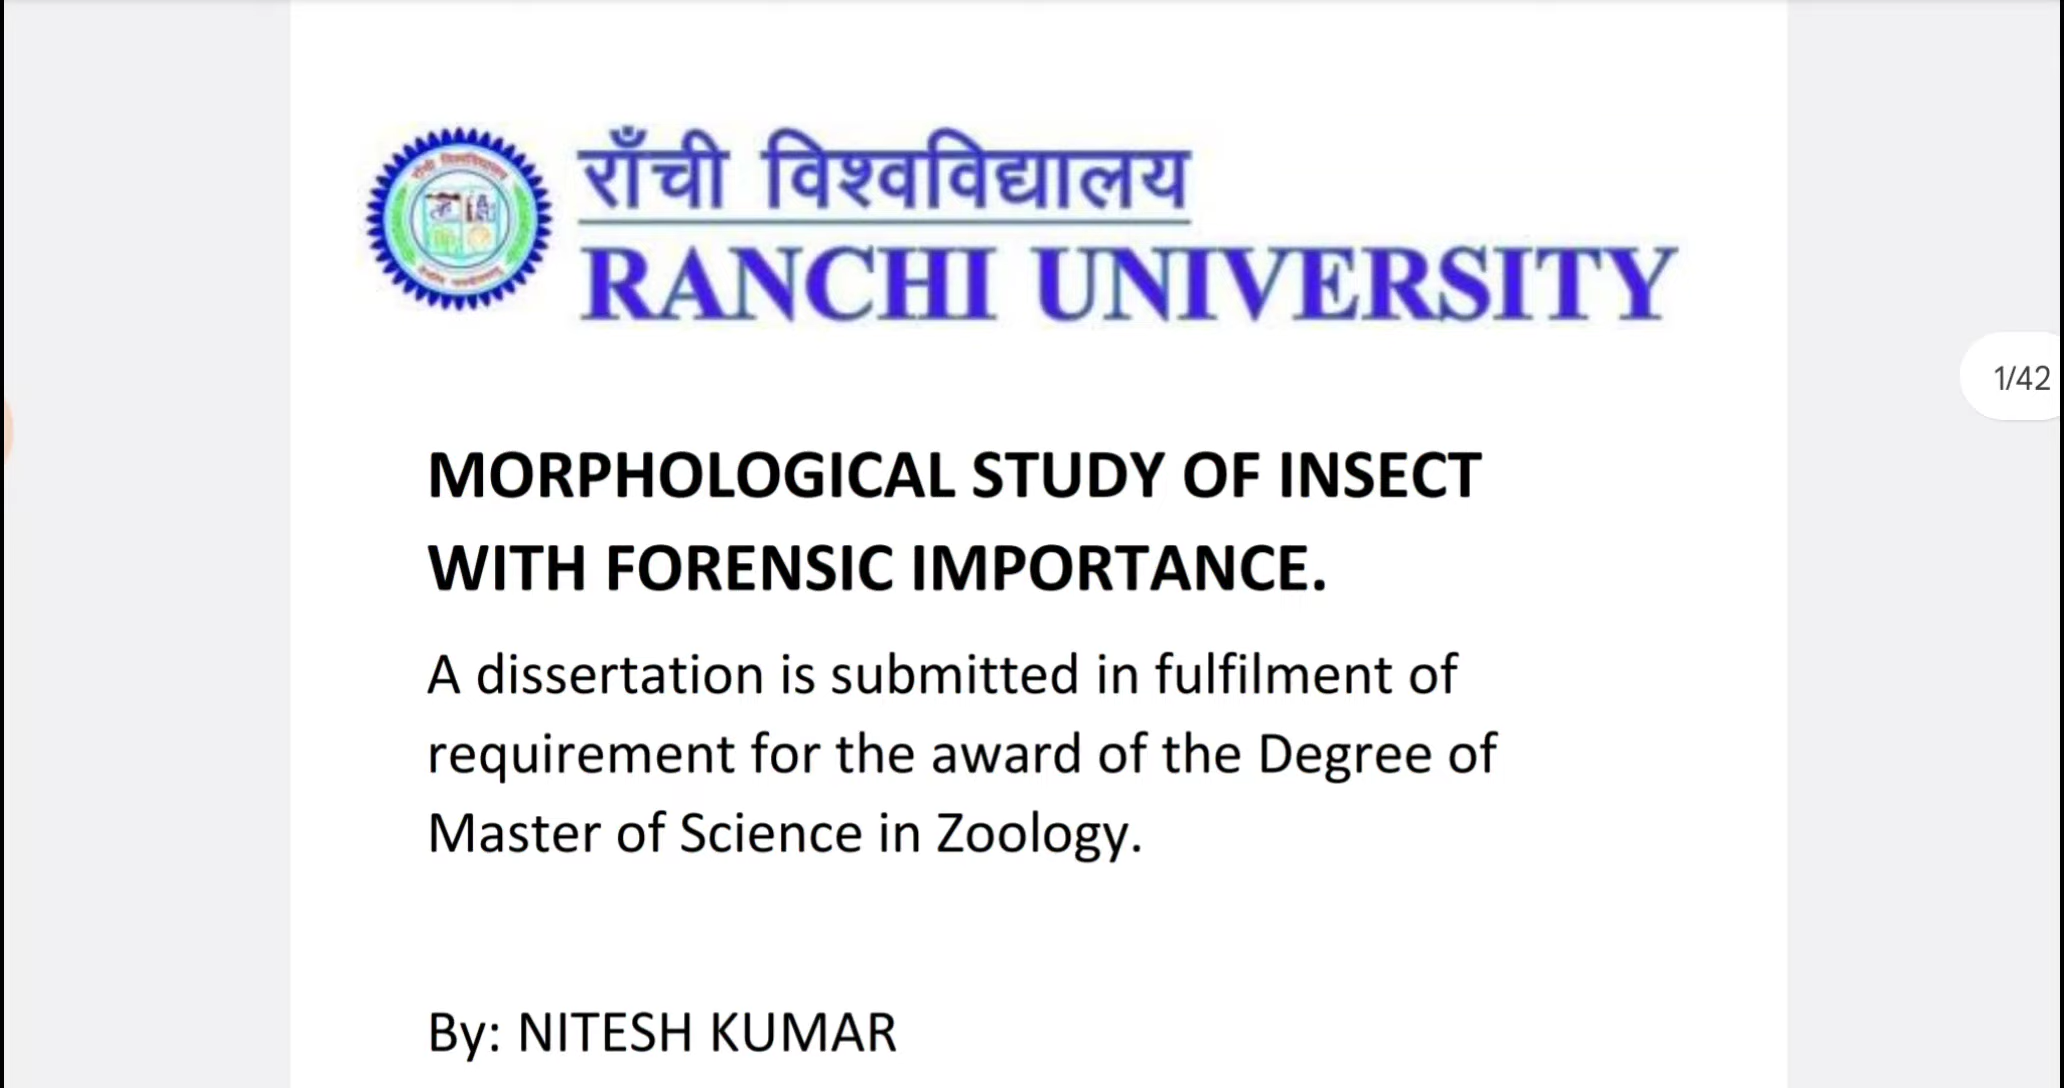 राँची विश्वविद्यालय
RANCHI UNIVERSITY
1/42
MORPHOLOGICAL STUDY OF INSECT
WITH FORENSIC IMPORTANCE.
A dissertation is submitted in fulfilment of
requirement for the award of the Degree of
Master of Science in Zoology.
By: NITESH KUMAR